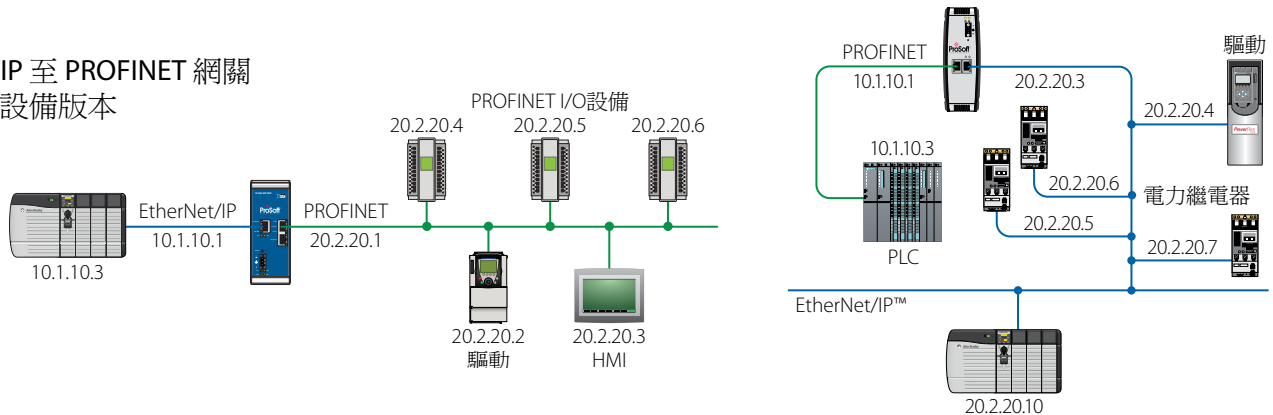 IP 至 PROFINET 網關
設備版本
10.1.10.3
EtherNet/IP
10.1.10.1
ProSoft
PROFINET
20.2.20.1
PROFINET I/O設備
20.2.20.4
20.2.20.5
20.2.20.6
20.2.20.2
驅動
20.2.20.3
HMI
PROFINET
10.1.10.1
ProSoft
20.2.20.3
10.1.10.3
PLC
20.2.20.6
20.2.20.5
驅動
20.2.20.4
PowerFlex
電力繼電器
20.2.20.7
EtherNet/IP™
20.2.20.10